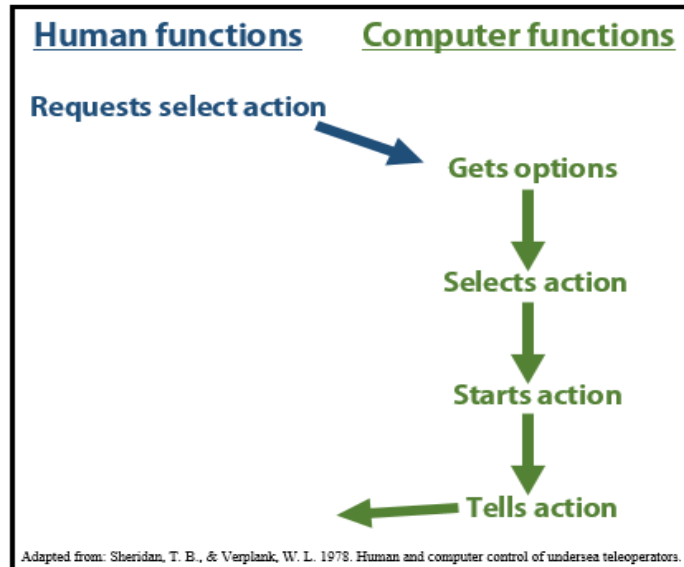 Human functions Computer functions
Requests select action
Gets options
Selects action
Starts action
Tells action
Adapted from: Sheridan, T. B., & Verplank, W. L. 1978. Human and computer control of undersea teleoperators.